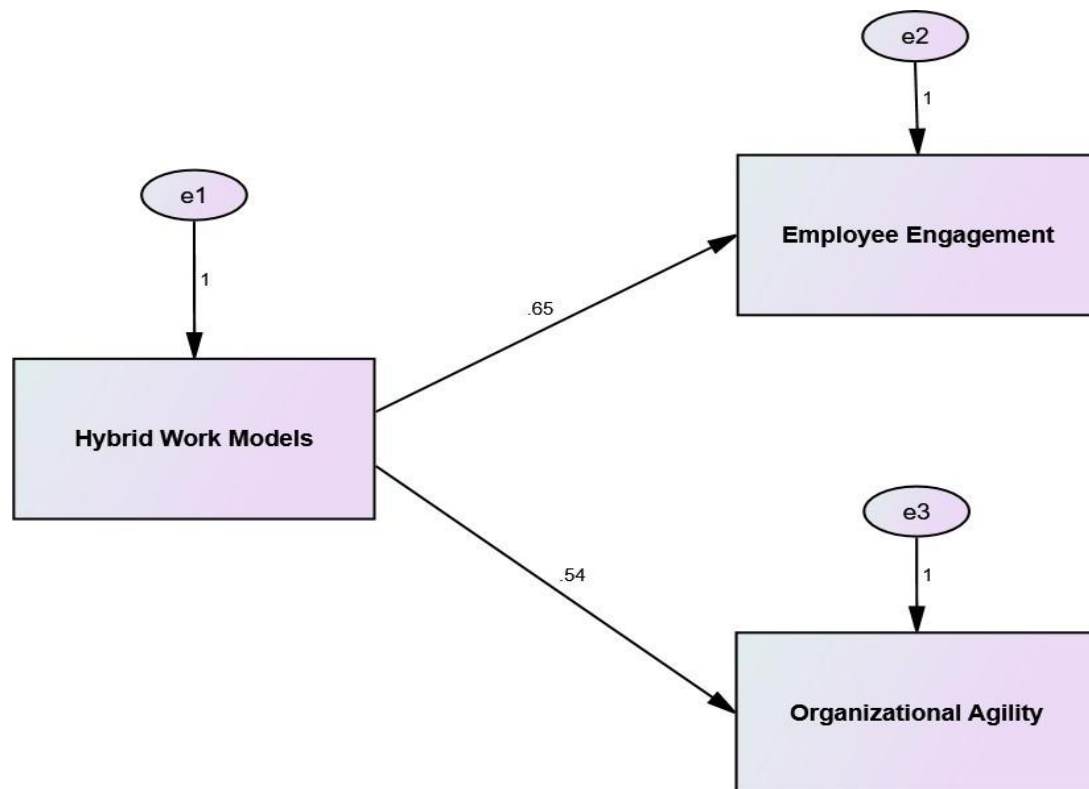 e2
1
Employee Engagement
e1
1
.65
Hybrid Work Models
.54
e3
1
Organizational Agility